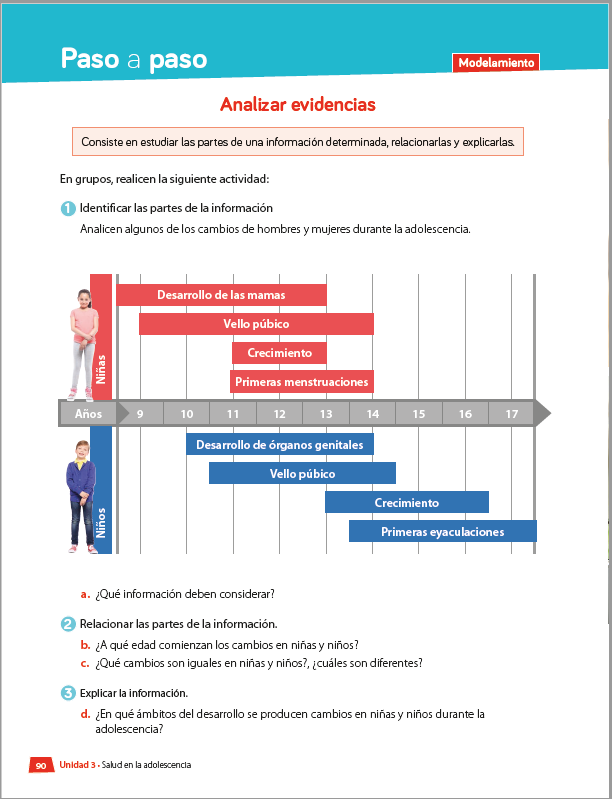 Paso a paso
Modelamiento
Analizar evidencias
Consiste en estudiar las partes de una información determinada, relacionarlas y explicarlas.
En grupos, realicen la siguiente actividad:
1 Identificar las partes de la información
Analicen algunos de los cambios de hombres y mujeres durante la adolescencia.
Niñas
Desarrollo de las mamas
Vello púbico
Crecimiento
Primeras menstruaciones
Años 9 10 11 12 13 14 15 16 17
Niños
Desarrollo de órganos genitales
Vello púbico
Crecimiento
Primeras eyaculaciones
a. ¿Qué información deben considerar?
2 Relacionar las partes de la información.
b. ¿A qué edad comienzan los cambios en niñas y niños?
c. ¿Qué cambios son iguales en niñas y niños?, ¿cuáles son diferentes?
3 Explicar la información.
d. ¿En qué ámbitos del desarrollo se producen cambios en niñas y niños durante la
adolescencia?
90 Unidad 3 • Salud en la adolescencia